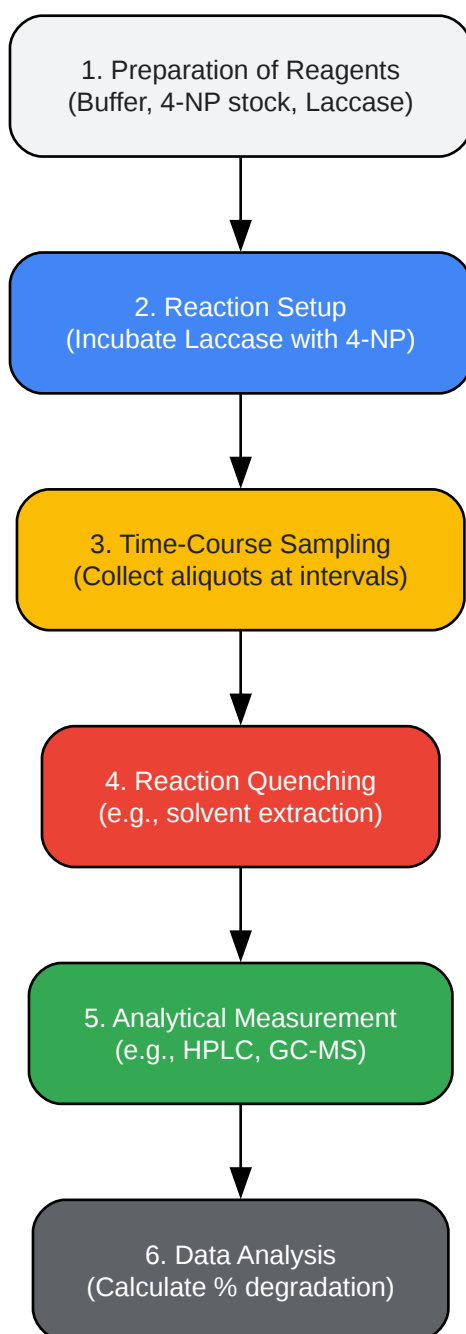 1. Preparation of Reagents
(Buffer, 4-NP stock, Laccase)
2. Reaction Setup
(Incubate Laccase with 4-NP)
3. Time-Course Sampling
(Collect aliquots at intervals)
4. Reaction Quenching
(e.g., solvent extraction)
5. Analytical Measurement
(e.g., HPLC, GC-MS)
6. Data Analysis
(Calculate % degradation)